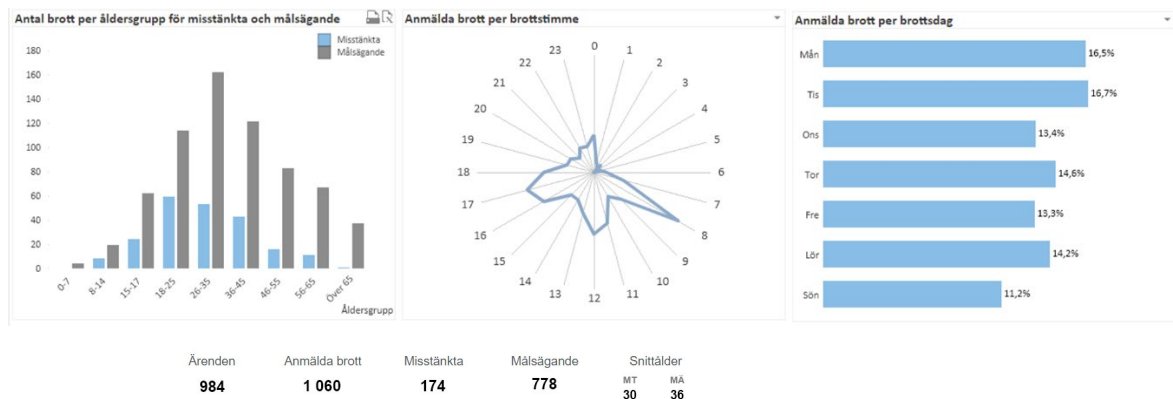 Antal brott per åldersgrupp för misstänkta och målsägande
Misstänkta
Målsägande
180
160
140
120
100
80
60
40
20
0
0-7
8-14
15-17
18-25
26-35
36-45
46-55
56-65
Över 65
Åldersgrupp
Anmälda brott per brottstimme
0
1
2
3
4
5
6
7
8
9
10
11
12
13
14
15
16
17
18
19
20
21
22
23
Anmälda brott per brottsdag
Mån 16,5%
Tis 16,7%
Ons 13,4%
Tor 14,6%
Fre 13,3%
Lör 14,2%
Sön 11,2%
Ärenden Anmälda brott Misstänkta Målsägande Snittålder
MT MÄ
984 1 060 174 778 30 36